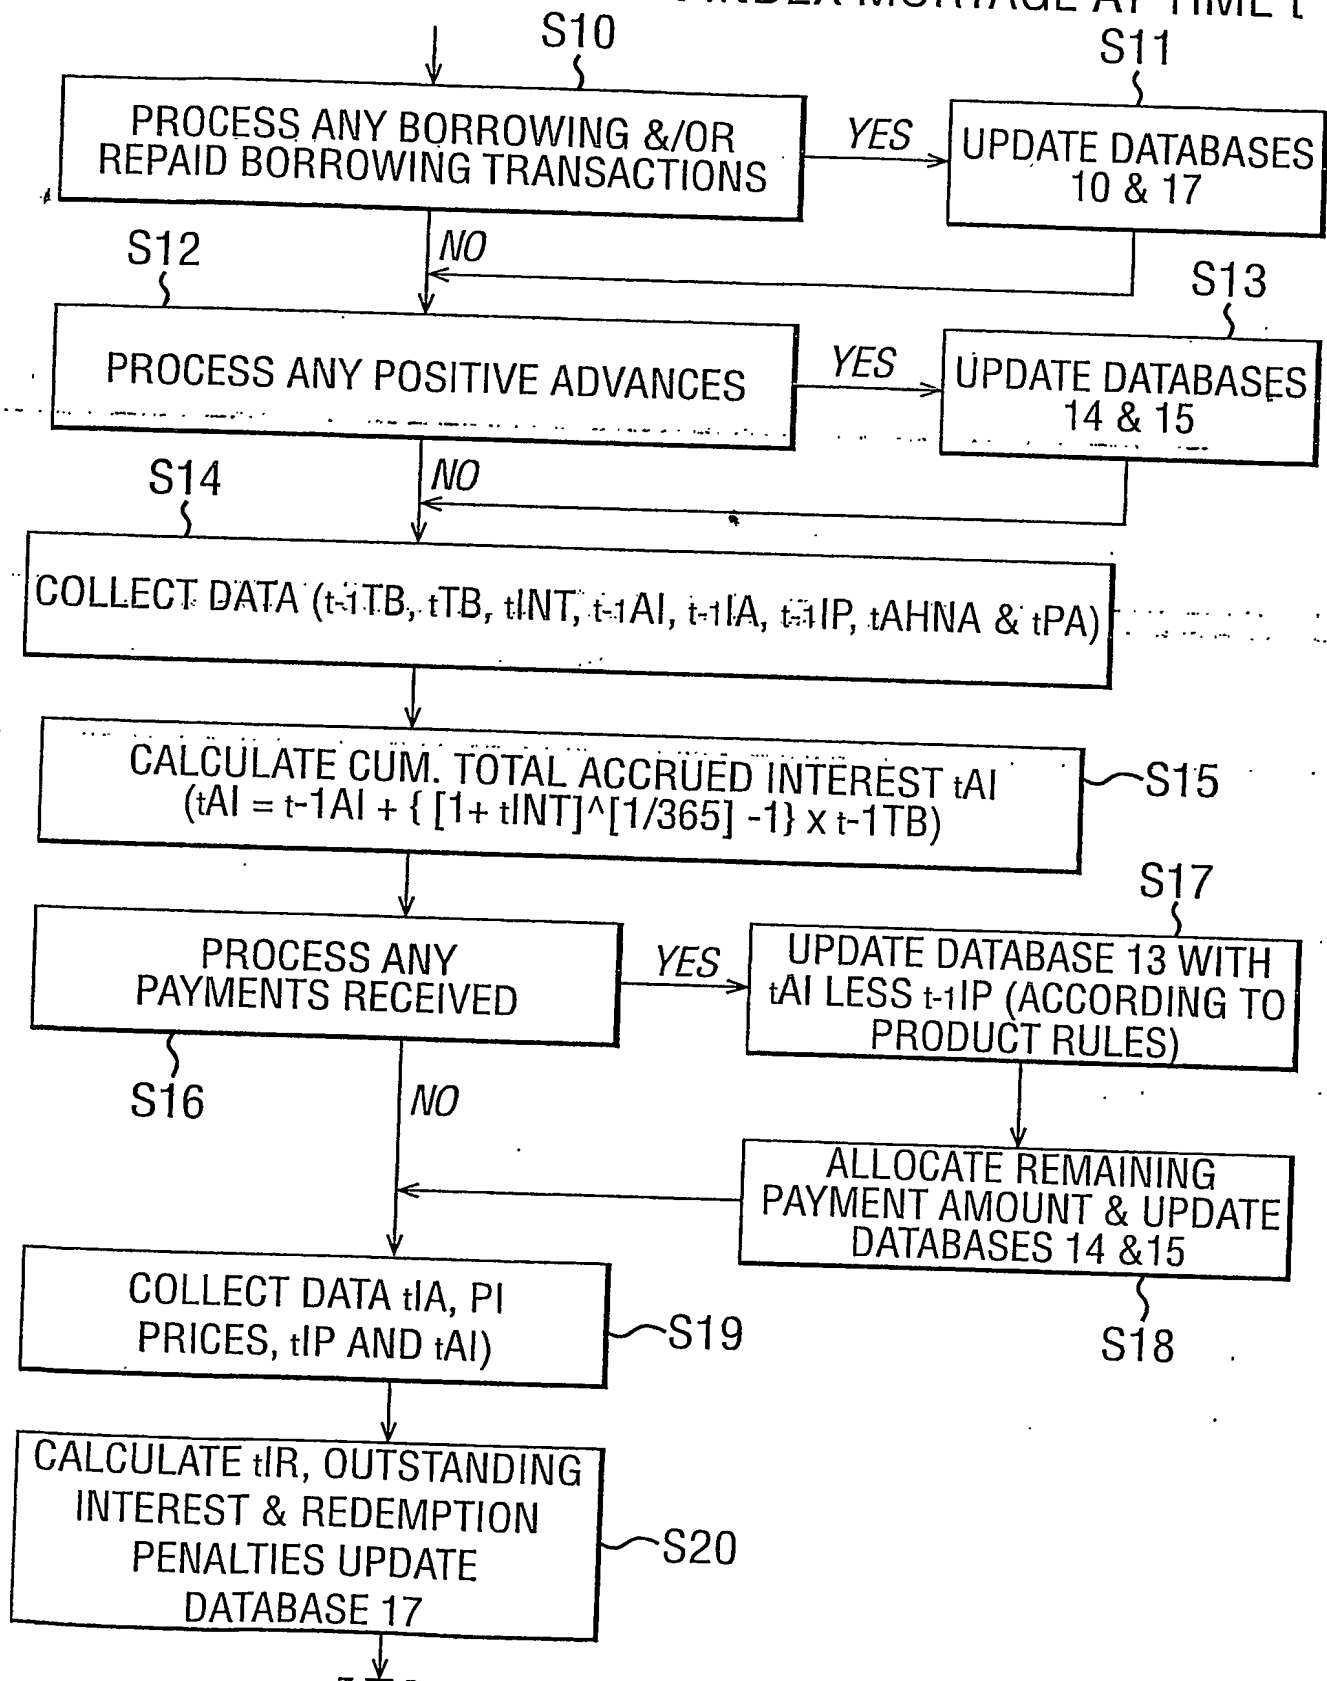 INDEX MORTAGE AT TIME t
S10
S11
PROCESS ANY BORROWING &/OR
REPAID BORROWING TRANSACTIONS
YES
UPDATE DATABASES
10 & 17
NO
S12
S13
PROCESS ANY POSITIVE ADVANCES
YES
UPDATE DATABASES
14 & 15
NO
S14
COLLECT DATA (t-1TB, tTB, tINT, t-1AI, t-1IA, t-1IP, tAHNA & tPA)
CALCULATE CUM. TOTAL ACCRUED INTEREST tAI
(tAI = t-1AI + { [1+ tINT]^[1/365] -1} x t-1TB)
S15
S17
PROCESS ANY
PAYMENTS RECEIVED
YES
UPDATE DATABASE 13 WITH
tAI LESS t-1IP (ACCORDING TO
PRODUCT RULES)
S16
NO
ALLOCATE REMAINING
PAYMENT AMOUNT & UPDATE
DATABASES 14 &15
S18
COLLECT DATA tIA, PI
PRICES, tIP AND tAI)
S19
CALCULATE tIR, OUTSTANDING
INTEREST & REDEMPTION
PENALTIES UPDATE
DATABASE 17
S20